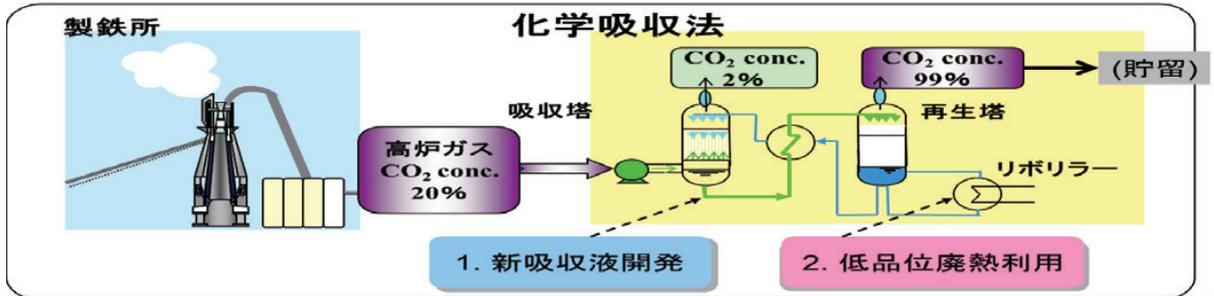 製鉄所
化学吸収法
CO₂ conc.
2%
CO₂ conc.
99%
(貯留)
吸収塔
再生塔
高炉ガス
CO₂ conc.
20%
リボリラー
1. 新吸収液開発
2. 低品位廃熱利用